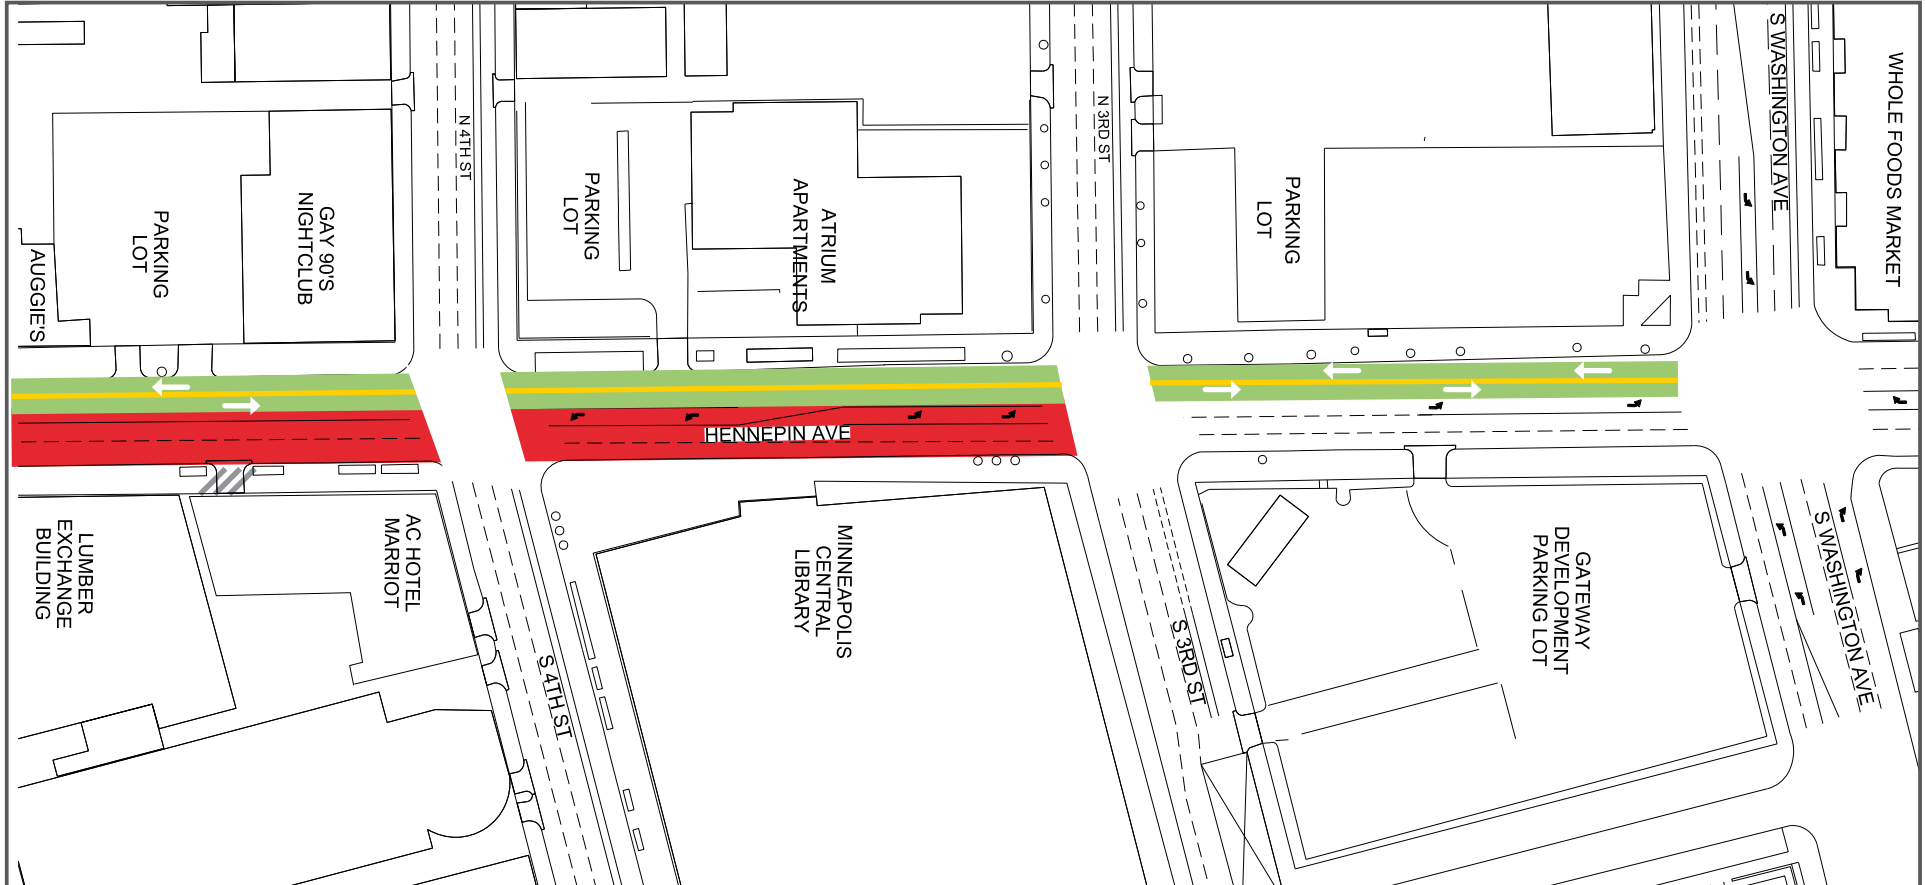 N 4TH ST
N 3RD ST
S WASHINGTON AVE
WHOLE FOODS MARKET
AUGGIE'S
PARKING
LOT
GAY 90'S
NIGHTCLUB
PARKING
LOT
ATRIUM
APARTMENTS
PARKING
LOT
HENNEPIN AVE
LUMBER
EXCHANGE
BUILDING
AC HOTEL
MARRIOT
S 4TH ST
MINNEAPOLIS
CENTRAL
LIBRARY
S 3RD ST
GATEWAY
DEVELOPMENT
PARKING LOT
S WASHINGTON AVE